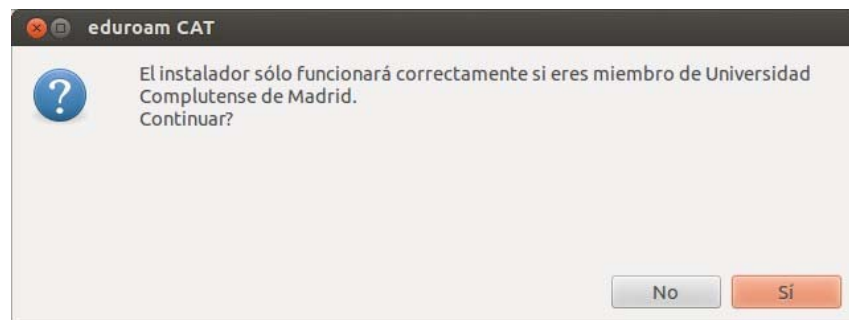 eduroam CAT
El instalador sólo funcionará correctamente si eres miembro de Universidad
Complutense de Madrid.
Continuar?
No
Sí